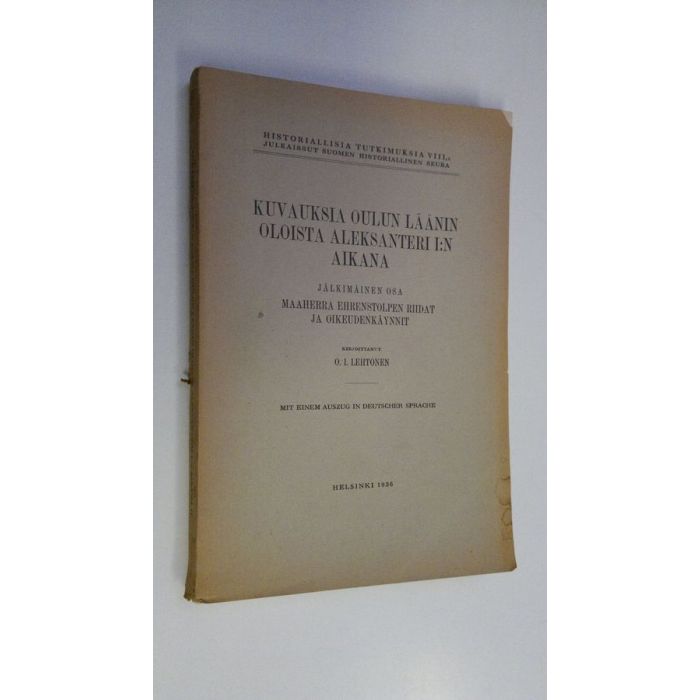 HISTORIALLISIA TUTKIMUKSIA VIII,2
JULKAISSUT SUOMEN HISTORIALLINEN SEURA
KUVAUKSIA OULUN LÄÄNIN
OLOISTA ALEKSANTERI I:N
AIKANA
JÄLKIMÄINEN OSA
MAAHERRA EHRENSTOLPEN RIIDAT
JA OIKEUDENKÄYNNIT
KIRJOITTANUT
O. I. LEHTONEN
MIT EINEM AUSZUG IN DEUTSCHER SPRACHE
HELSINKI 1936